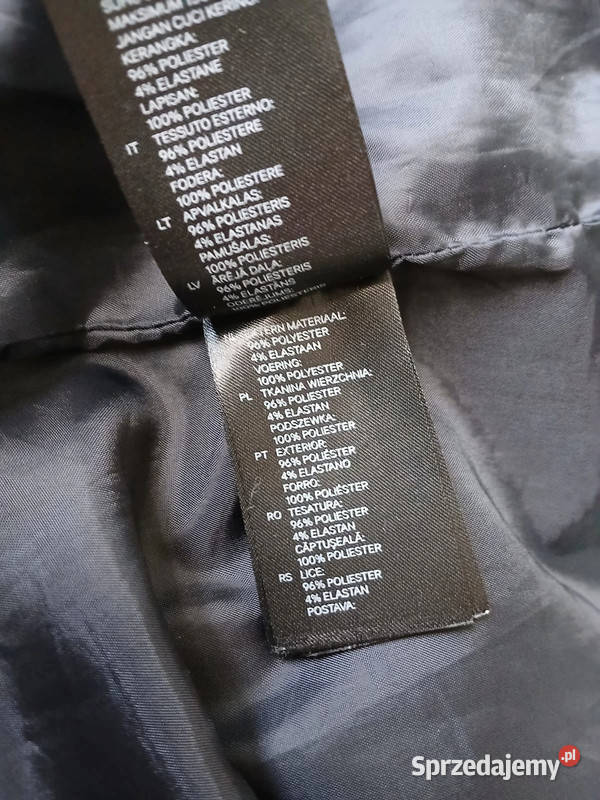 MAKSIMUM
JANGAN CUCI KERING
KERANGKA:
96% POLIESTER
4% ELASTANE
LAPISAN:
100% POLIESTER
IT TESSUTO ESTERNO:
96% POLIESTERE
4% ELASTAN
FODERA:
100% POLIESTERE
LT APVALKALAS:
96% POLIESTERIS
4% ELASTANAS
PAMUŠALAS:
100% POLIESTERIS
LV ĀRĒJĀ DAĻA:
96% POLIESTERIS
4% ELASTĀNS
ODERĒJUMS:
100% POLIESTERIS
MATERIAAL:
96% POLYESTER
4% ELASTAAN
VOERING:
100% POLYESTER
PL TKANINA WIERZCHNIA:
96% POLIESTER
4% ELASTAN
PODSZEWKA:
100% POLIESTER
PT EXTERIOR:
96% POLIÉSTER
4% ELASTANO
FORRO:
100% POLIÉSTER
RO TESATURA:
96% POLIESTER
4% ELASTAN
CĂPTUȘEALĂ:
100% POLIESTER
RS LICE:
96% POLIESTER
4% ELASTAN
POSTAVA:
Sprzedajemy.pl